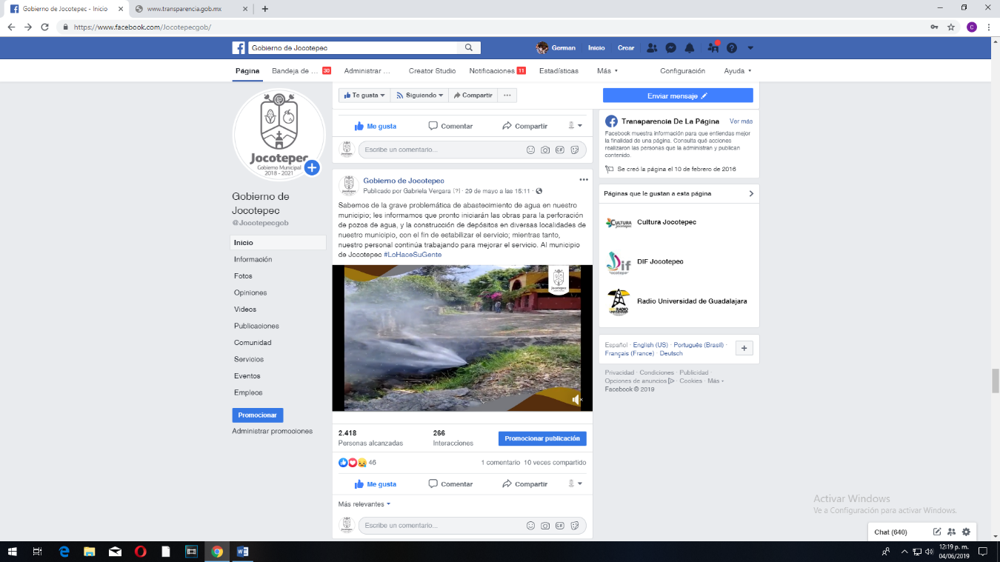 Gobierno de Jocotepec - Inicio
www.transparencia.gob.mx
https://www.facebook.com/Jocotepecgob/
C
Gobierno de Jocotepec
German
Inicio
Crear
Página
Bandeja de ... 30
Administrar ...
Creator Studio
Notificaciones 11
Estadísticas
Más
Configuración
Ayuda
Te gusta
Siguiendo
Compartir
Enviar mensaje
Jocotepec
Gobierno Municipal
2018 - 2021
Gobierno de
Jocotepec
@Jocotepecgob
Inicio
Información
Fotos
Opiniones
Videos
Publicaciones
Comunidad
Servicios
Eventos
Empleos
Promocionar
Administrar promociones
Me gusta
Comentar
Compartir
Escribe un comentario...
GIF
Gobierno de Jocotepec
Publicado por Gabriela Vergara [?] · 29 de mayo a las 15:11 ·
Sabemos de la grave problemática de abastecimiento de agua en nuestro
municipio; les informamos que pronto iniciarán las obras para la perforación
de pozos de agua, y la construcción de depósitos en diversas localidades de
nuestro municipio, con el fin de estabilizar el servicio; mientras tanto,
nuestro personal continúa trabajando para mejorar el servicio. Al municipio
de Jocotepec #LoHaceSuGente
Jocotepec
2.418
Personas alcanzadas
266
Interacciones
Promocionar publicación
46
1 comentario 10 veces compartido
Me gusta
Comentar
Compartir
Más relevantes
Escribe un comentario...
GIF
Transparencia De La Página
Ver más
Facebook muestra información para que entiendas mejor
la finalidad de una página. Consulta qué acciones
realizaron las personas que la administran y publican
contenido.
Se creó la página el 10 de febrero de 2016
Páginas que le gustan a esta página
CULTURA
Jocotepec
Cultura Jocotepec
Dif
Jocotepec
DIF Jocotepec
RADIO
Radio Universidad de Guadalajara
Español · English (US) · Português (Brasil) ·
Français (France) · Deutsch
Privacidad · Condiciones · Publicidad ·
Opciones de anuncios · Cookies · Más
Facebook © 2019
Activar Windows
Ve a Configuración para activar Windows.
Chat (640)
12:19 p. m.
04/06/2019